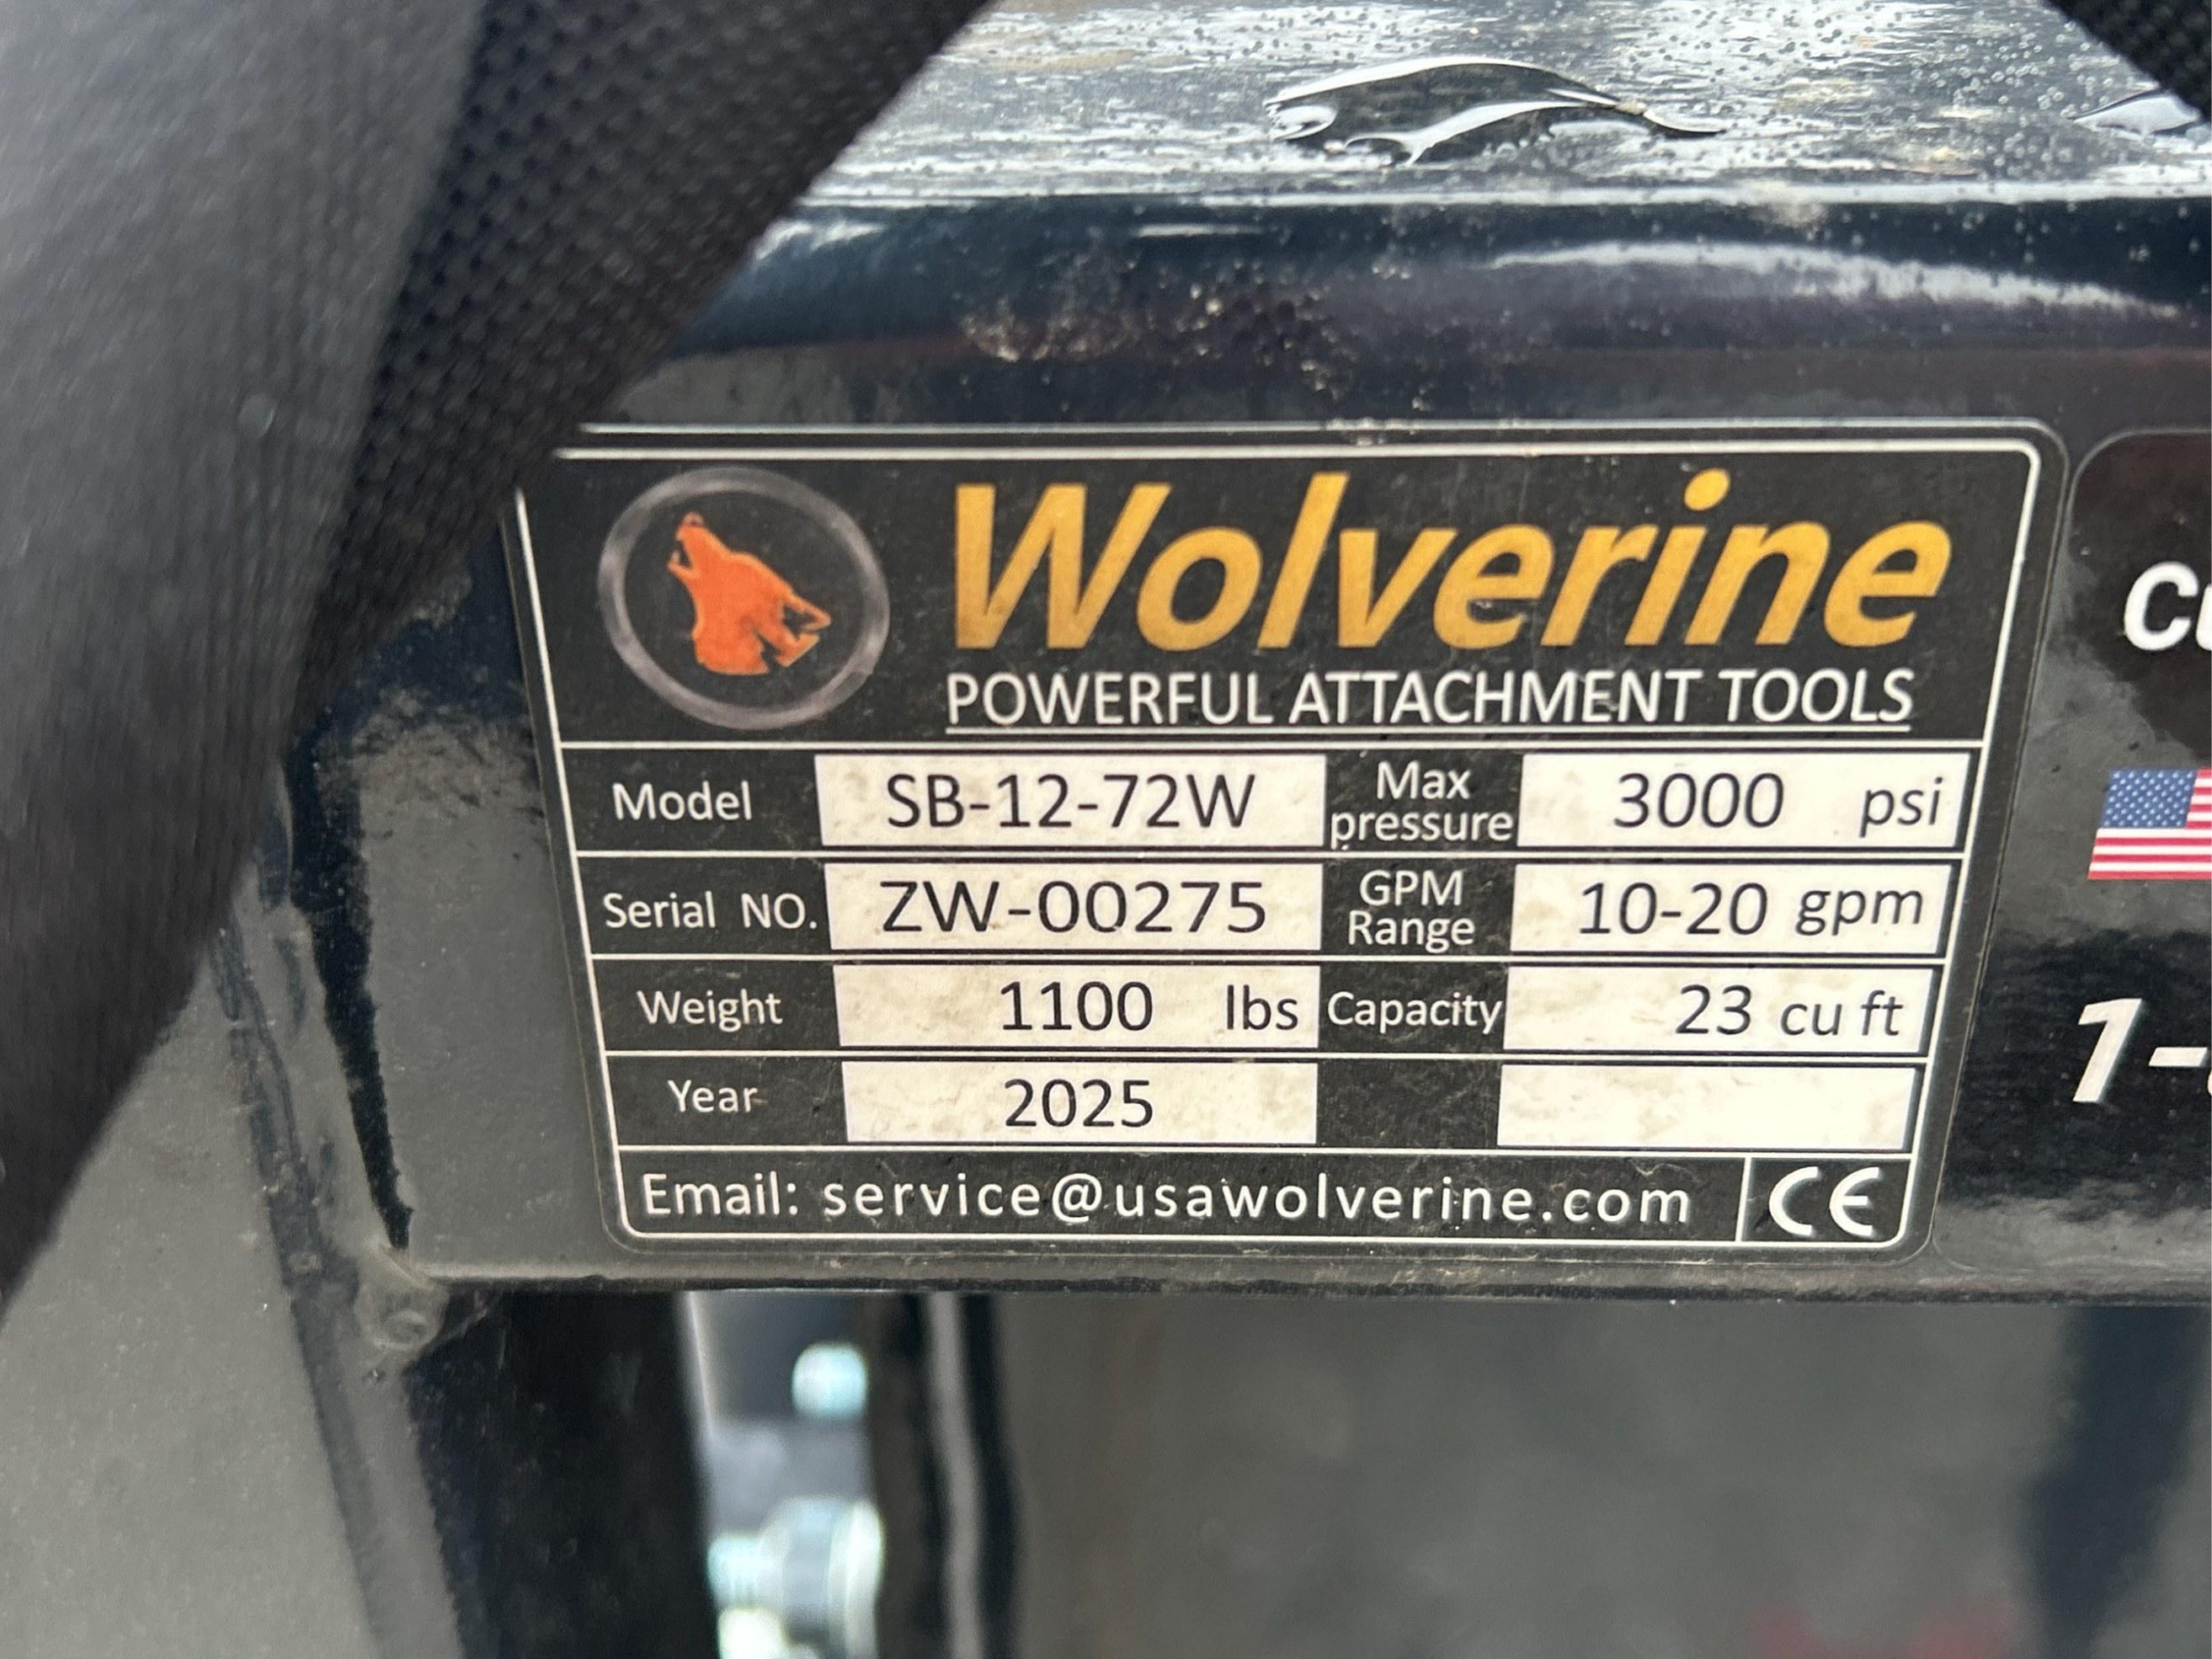 Wolverine
POWERFUL ATTACHMENT TOOLS
Model SB-12-72W Max pressure 3000 psi
Serial NO. ZW-00275 GPM Range 10-20 gpm
Weight 1100 lbs Capacity 23 cu ft
Year 2025
Email: service@usawolverine.com CE
1-